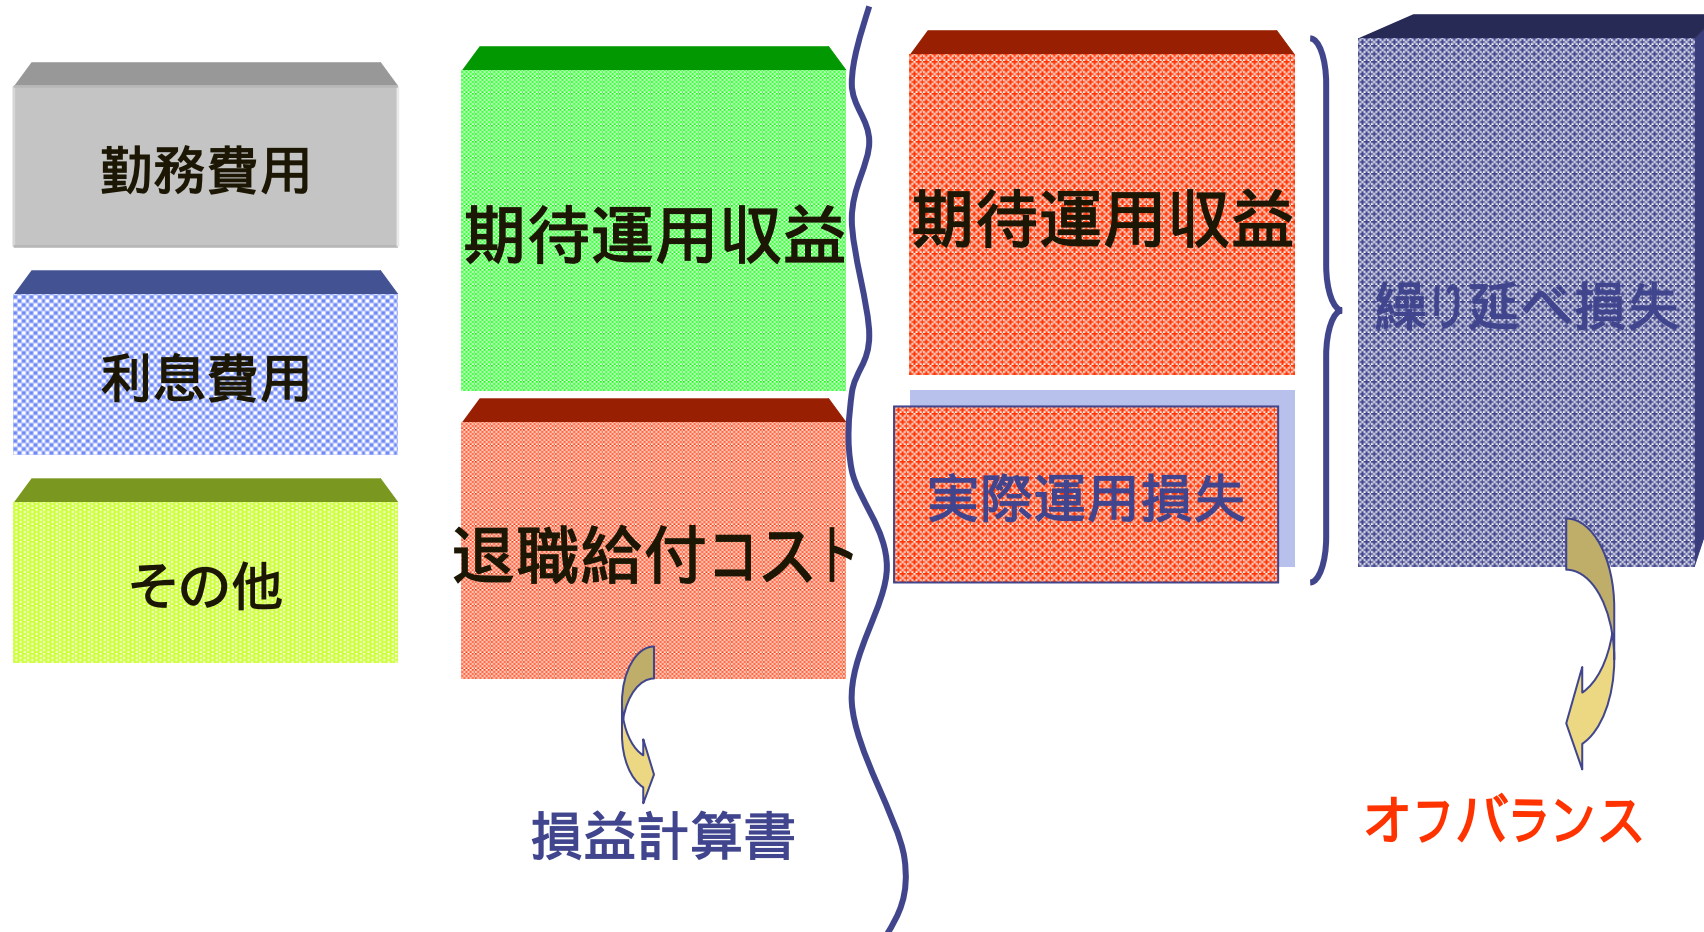 勤務費用
利息費用
その他
期待運用収益
退職給付コスト
損益計算書
期待運用収益
実際運用損失
繰り延べ損失
オフバランス